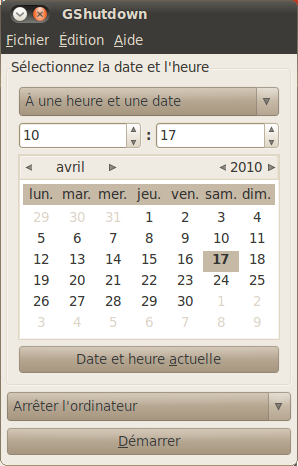 GShutdown
Fichier Édition Aide
Sélectionnez la date et l'heure
À une heure et une date
10 : 17
avril 2010
lun. mar. mer. jeu. ven. sam. dim.
29 30 31 1 2 3 4
5 6 7 8 9 10 11
12 13 14 15 16 17 18
19 20 21 22 23 24 25
26 27 28 29 30 1 2
3 4 5 6 7 8 9
Date et heure actuelle
Arrêter l'ordinateur
Démarrer